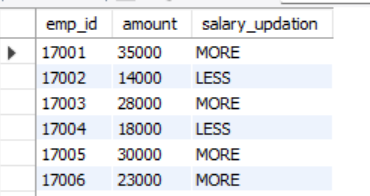 emp_id amount salary_updation
17001 35000 MORE
17002 14000 LESS
17003 28000 MORE
17004 18000 LESS
17005 30000 MORE
17006 23000 MORE